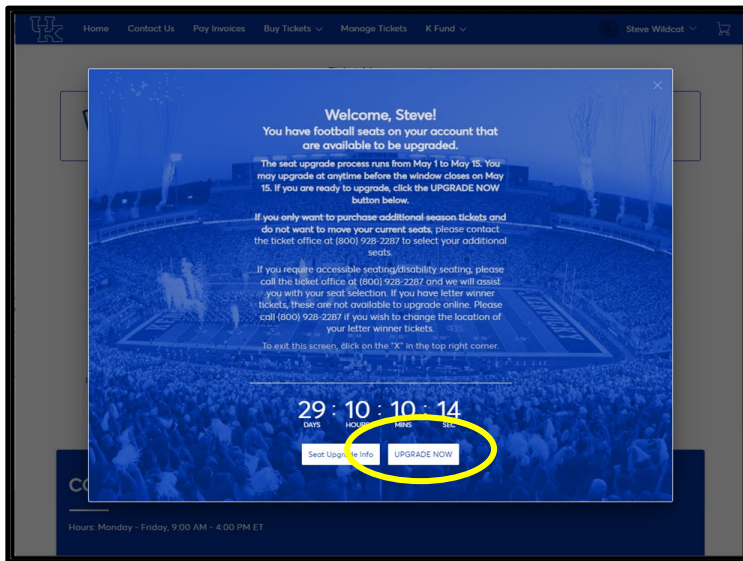 UK
Home Contact Us Pay Invoices Buy Tickets Manage Tickets K Fund Steve Wildcat
Welcome, Steve!
You have football seats on your account that
are available to be upgraded.
The seat upgrade process runs from May 1 to May 15. You
may upgrade at anytime before the window closes on May
15. If you are ready to upgrade, click the UPGRADE NOW
button below.
If you only want to purchase additional season tickets and
do not want to move your current seats, please contact
the ticket office at (800) 928-2287 to select your additional
seats.
If you require accessible seating/disability seating, please
call the ticket office at (800) 928-2287 and we will assist
you with your seat selection. If you have letter winner
tickets, these are not available to upgrade online. Please
call (800) 928-2287 if you wish to change the location of
your letter winner tickets.
To exit this screen, click on the "X" in the top right corner.
29 : 10 : 10 : 14
DAYS HOURS MINS SEC
Seat Upgrade Info UPGRADE NOW
KENTUCKY
Hours: Monday - Friday, 9:00 AM - 4:00 PM ET